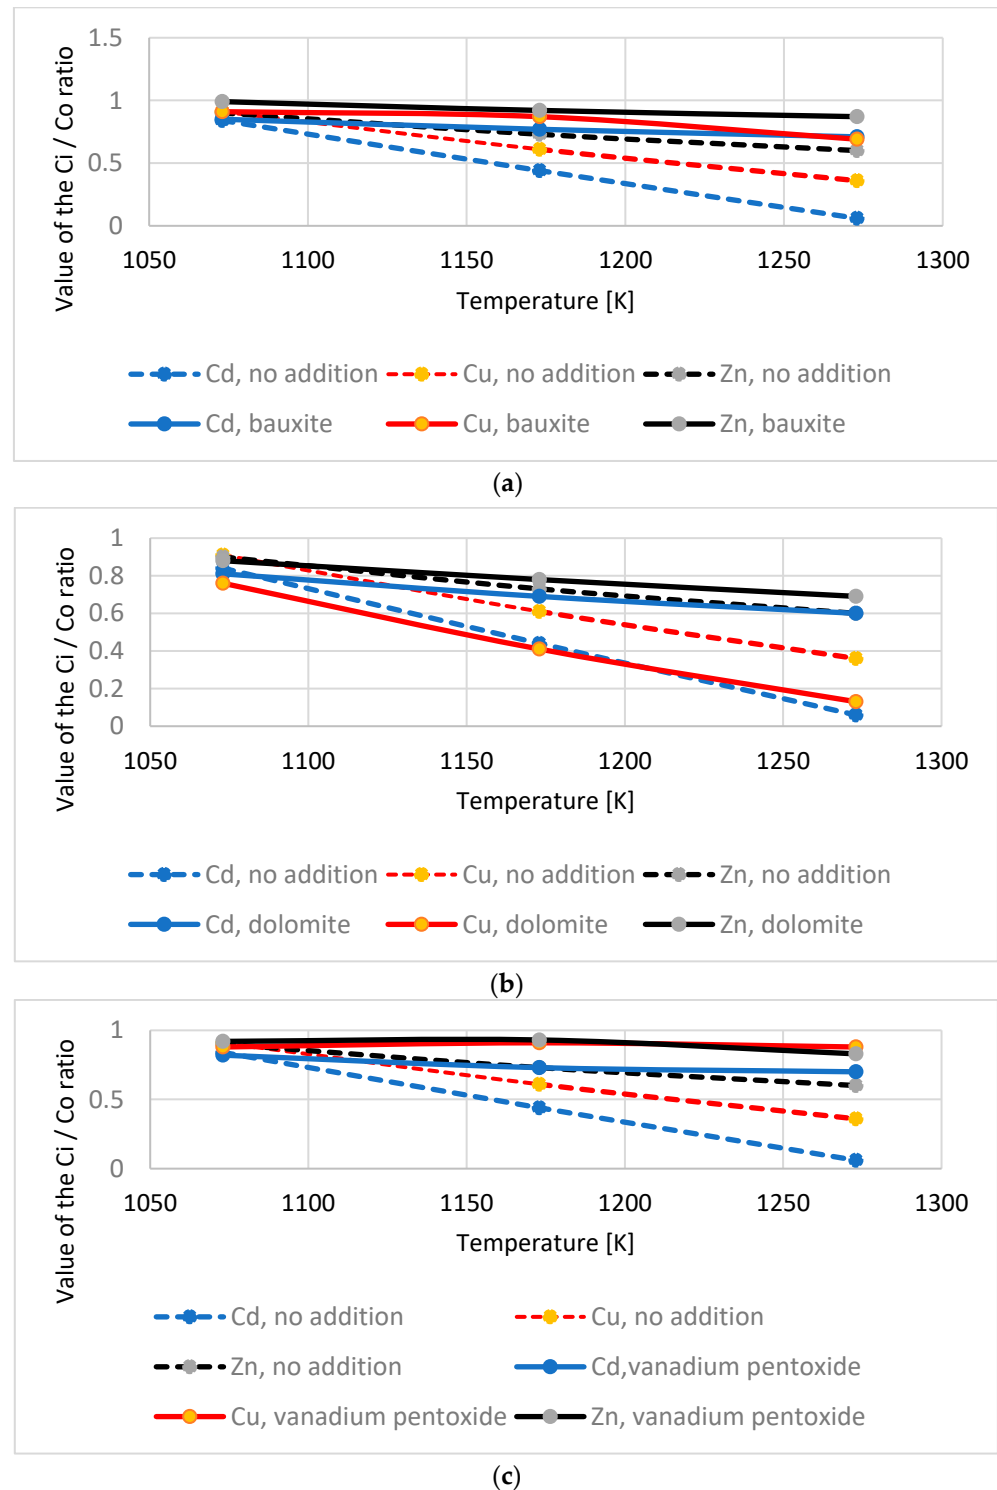 Value of the Ci / Co ratio
1.5
1
0.5
0
1050 1100 1150 1200 1250 1300
Temperature [K]
Cd, no addition Cu, no addition Zn, no addition
Cd, bauxite Cu, bauxite Zn, bauxite
(a)
Value of the Ci / Co ratio
1
0.8
0.6
0.4
0.2
0
1050 1100 1150 1200 1250 1300
Temperature [K]
Cd, no addition Cu, no addition Zn, no addition
Cd, dolomite Cu, dolomite Zn, dolomite
(b)
Value of the Ci / Co ratio
1
0.5
0
1050 1100 1150 1200 1250 1300
Temperature [K]
Cd, no addition Cu, no addition
Zn, no addition Cd,vanadium pentoxide
Cu, vanadium pentoxide Zn, vanadium pentoxide
(c)